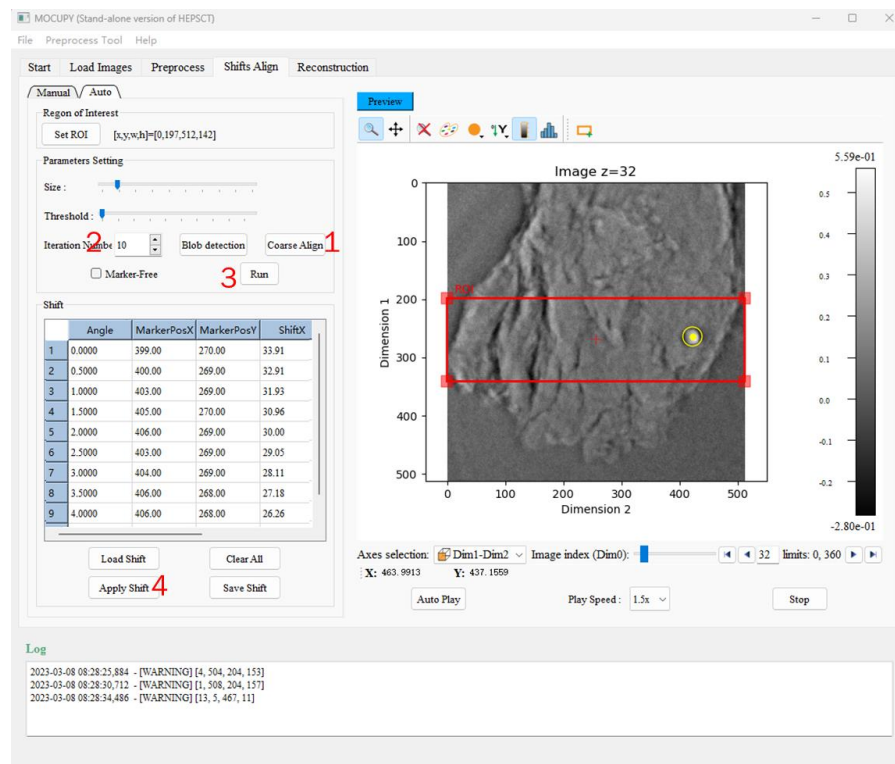 MOCUPY (Stand-alone version of HEPSCT)
File Preprocess Tool Help
Start Load Images Preprocess Shifts Align Reconstruction
Manual Auto
Regon of Interest
Set ROI [x,y,w,h]=[0,197,512,142]
Parameters Setting
Size :
Threshold :
Iteration Numbe 10 Blob detection Coarse Align
2
1
Marker-Free Run
3
Shift
Angle MarkerPosX MarkerPosY ShiftX
1 0.0000 399.00 270.00 33.91
2 0.5000 400.00 269.00 32.91
3 1.0000 403.00 269.00 31.93
4 1.5000 405.00 270.00 30.96
5 2.0000 406.00 269.00 30.00
6 2.5000 403.00 269.00 29.05
7 3.0000 404.00 269.00 28.11
8 3.5000 406.00 268.00 27.18
9 4.0000 406.00 268.00 26.26
Load Shift Clear All
Apply Shift Save Shift
4
Preview
Image z=32
5.59e-01
0
100
200
300
400
500
Dimension 1
ROI
0 100 200 300 400 500
Dimension 2
0.5
0.4
0.3
0.2
0.1
0.0
-0.1
-0.2
-2.80e-01
Axes selection: Dim1-Dim2 Image index (Dim0): 32 limits: 0, 360
X: 463.9913 Y: 437.1559
Auto Play Play Speed : 1.5x Stop
Log
2023-03-08 08:28:25,884 - [WARNING] [4, 504, 204, 153]
2023-03-08 08:28:30,712 - [WARNING] [1, 508, 204, 157]
2023-03-08 08:28:34,486 - [WARNING] [13, 5, 467, 11]